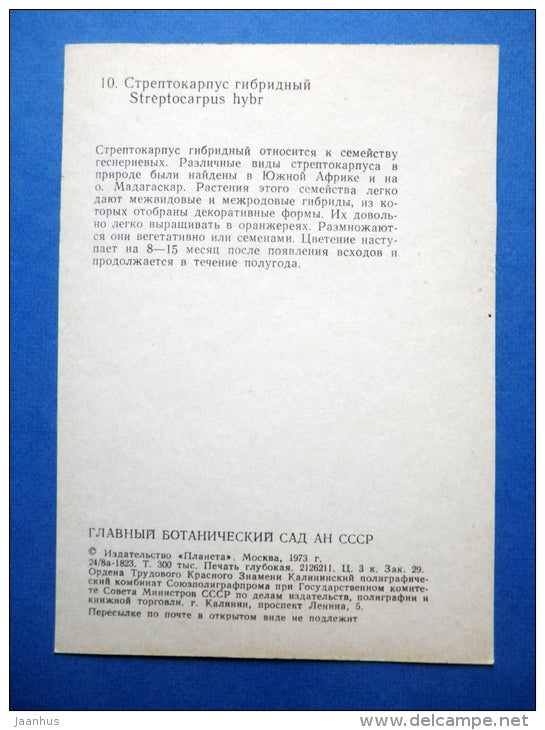 10. Стрептокарпус гибридный
Streptocarpus hybr
Стрептокарпус гибридный относится к семейству
геснериевых. Различные виды стрептокарпуса в
природе были найдены в Южной Африке и на
о. Мадагаскар. Растения этого семейства легко
дают межвидовые и межродовые гибриды, из ко-
торых отобраны декоративные формы. Их доволь-
но легко выращивать в оранжереях. Размножают-
ся они вегетативно или семенами. Цветение насту-
пает на 8—15 месяц после появления всходов и
продолжается в течение полугода.
ГЛАВНЫЙ БОТАНИЧЕСКИЙ САД АН СССР
© Издательство «Планета». Москва, 1973 г.
24/8а-1823. Т. 300 тыс. Печать глубокая. 2126211. Ц. 3 к. Зак. 29.
Ордена Трудового Красного Знамени Калининский полиграфиче-
ский комбинат Союзполиграфпрома при Государственном комите-
те Совета Министров СССР по делам издательств, полиграфии и
книжной торговли. г. Калинин, проспект Ленина, 5.
Пересылке по почте в открытом виде не подлежит
jaanhus
www.delcampe.net